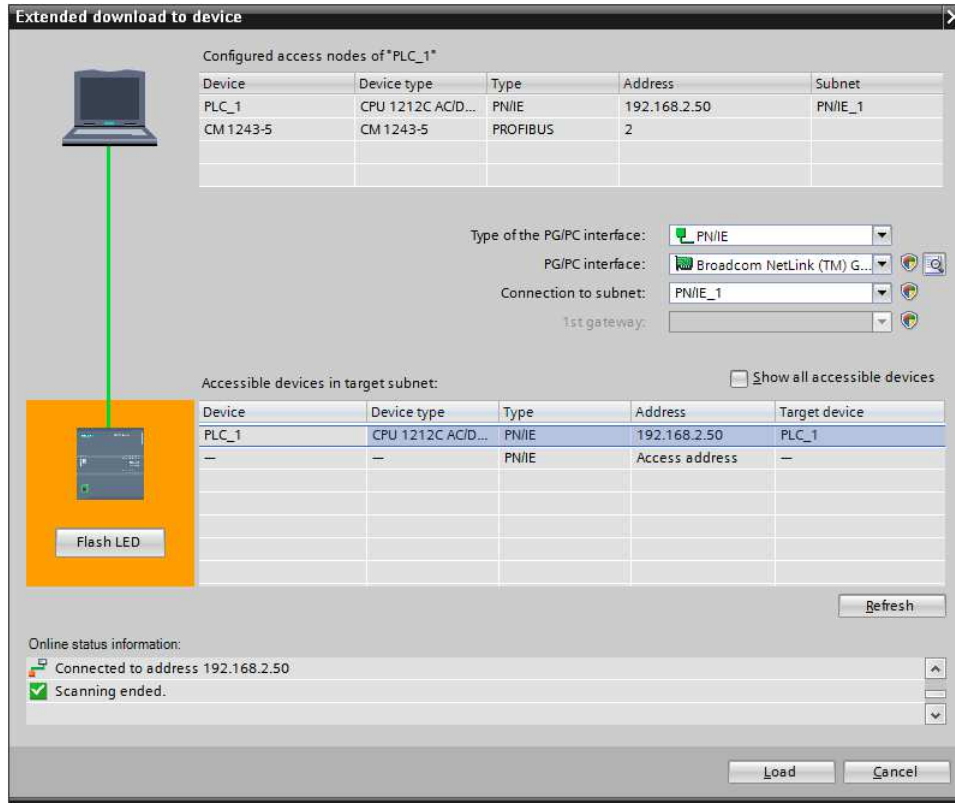 Extended download to device
Configured access nodes of "PLC_1"
Device Device type Type Address Subnet
PLC_1 CPU 1212C AC/D... PN/IE 192.168.2.50 PN/IE_1
CM 1243-5 CM 1243-5 PROFIBUS 2
Type of the PG/PC interface: PN/IE
PG/PC interface: Broadcom NetLink (TM) G...
Connection to subnet: PN/IE_1
1st gateway:
Accessible devices in target subnet: Show all accessible devices
Device Device type Type Address Target device
PLC_1 CPU 1212C AC/D... PN/IE 192.168.2.50 PLC_1
— — PN/IE Access address —
Flash LED
Refresh
Online status information:
Connected to address 192.168.2.50
Scanning ended.
Load Cancel